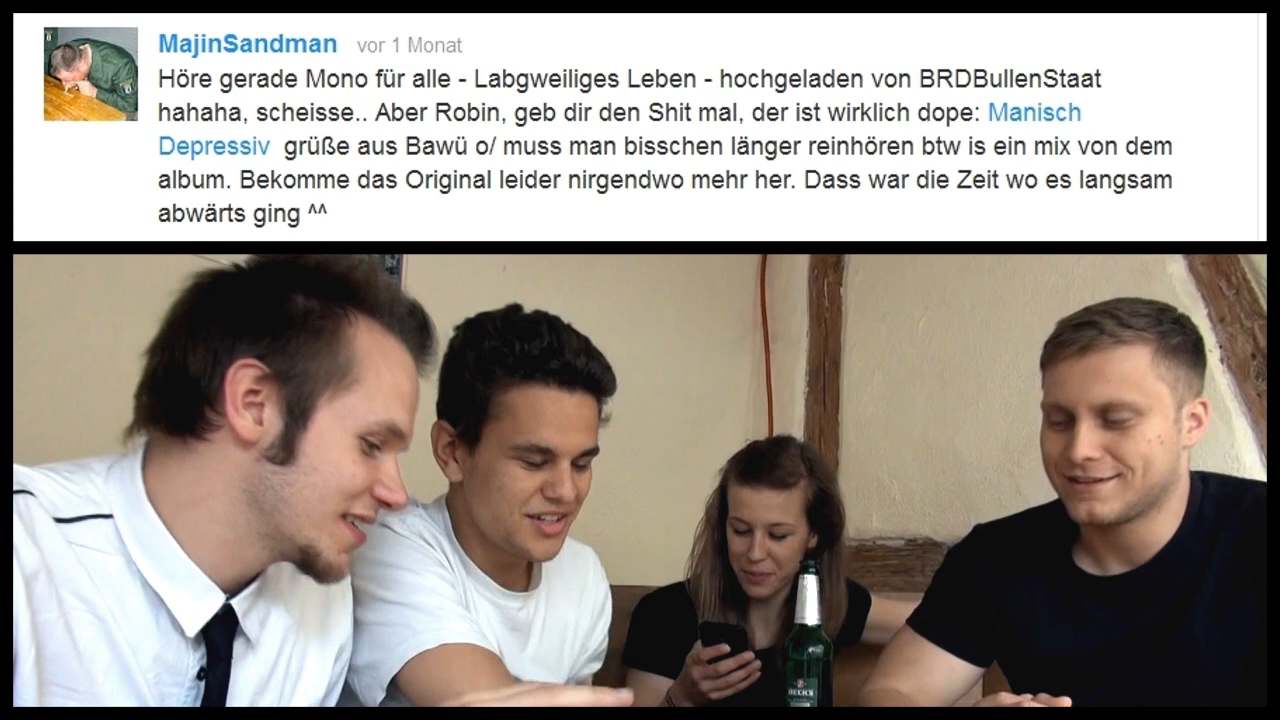 MajinSandman vor 1 Monat
Höre gerade Mono für alle - Labgweiliges Leben - hochgeladen von BRDBullenStaat
hahaha, scheisse.. Aber Robin, geb dir den Shit mal, der ist wirklich dope: Manisch
Depressiv grüße aus Bawü o/ muss man bisschen länger reinhören btw is ein mix von dem
album. Bekomme das Original leider nirgendwo mehr her. Dass war die Zeit wo es langsam
abwärts ging ^^
BECK'S